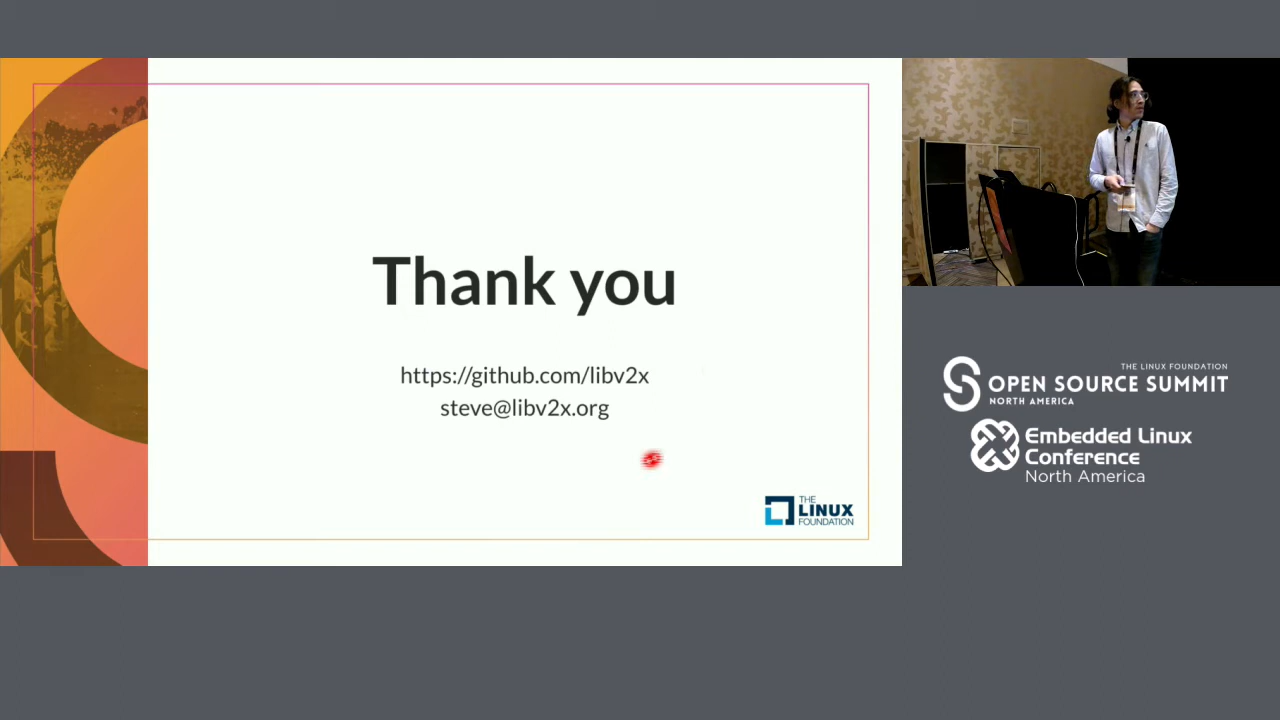 Thank you
https://github.com/libv2x
steve@libv2x.org
THE
LINUX
FOUNDATION
THE LINUX FOUNDATION
OPEN SOURCE SUMMIT
NORTH AMERICA
Embedded Linux
Conference
North America